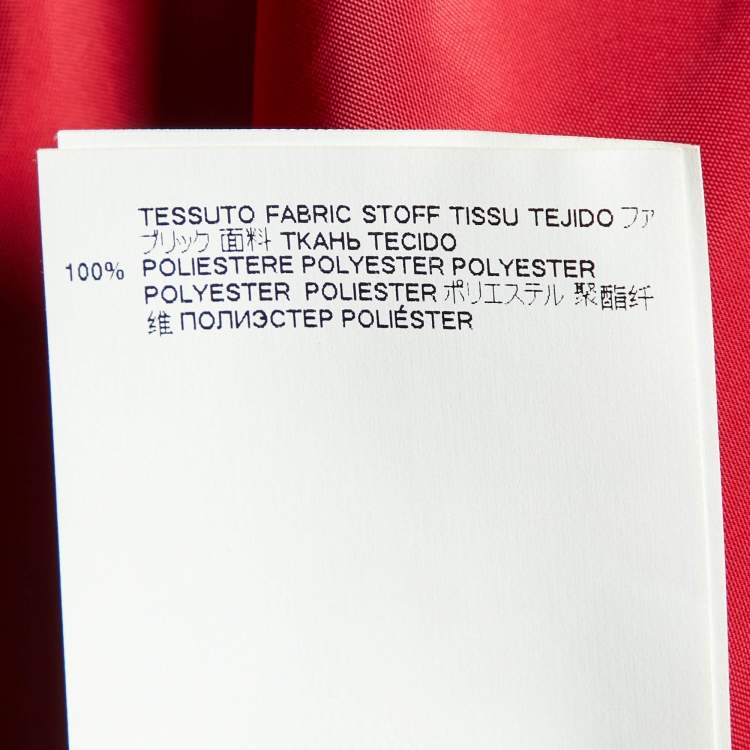 TESSUTO FABRIC STOFF TISSU TEJIDO ファ
ブリック 面料 ТКАНЬ TECIDO
100% POLIESTERE POLYESTER POLYESTER
POLYESTER POLIESTER ポリエステル 聚酯纤
维 ПОЛИЭСТЕР POLIÉSTER